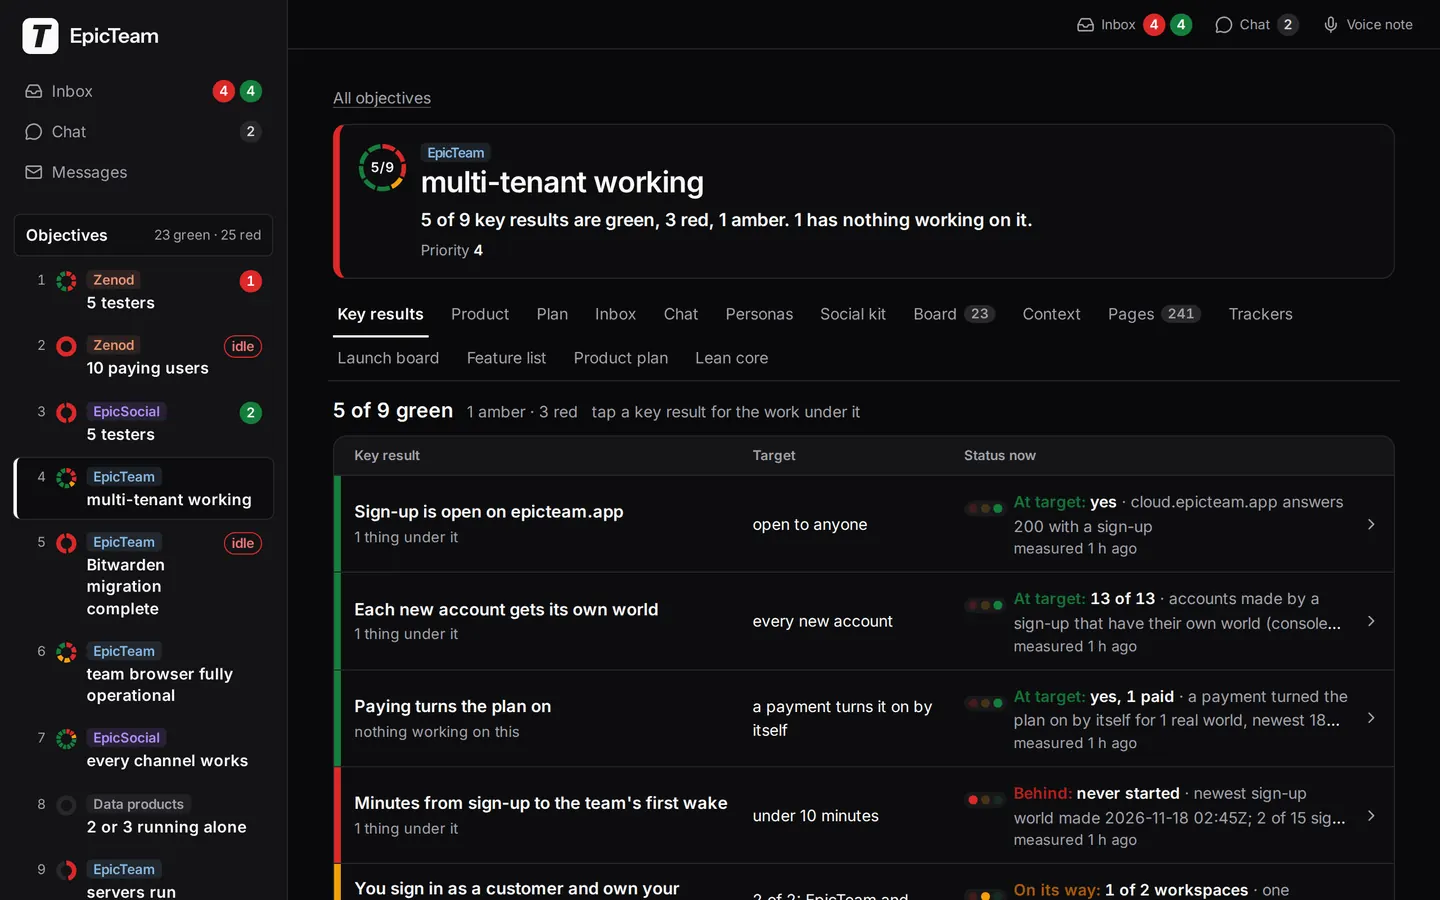 EpicTeam
Inbox 4 4
Chat 2
Messages
Objectives 23 green · 25 red
1 Zenod 1
5 testers
2 Zenod idle
10 paying users
3 EpicSocial 2
5 testers
4 EpicTeam
multi-tenant working
5 EpicTeam idle
Bitwarden
migration
complete
6 EpicTeam
team browser fully
operational
7 EpicSocial
every channel works
8 Data products
2 or 3 running alone
9 EpicTeam
servers run
Inbox 4 4 Chat 2 Voice note
All objectives
5/9
EpicTeam
multi-tenant working
5 of 9 key results are green, 3 red, 1 amber. 1 has nothing working on it.
Priority 4
Key results Product Plan Inbox Chat Personas Social kit Board 23 Context Pages 241 Trackers
Launch board Feature list Product plan Lean core
5 of 9 green 1 amber · 3 red tap a key result for the work under it
Key result Target Status now
Sign-up is open on epicteam.app
1 thing under it
open to anyone
At target: yes · cloud.epicteam.app answers
200 with a sign-up
measured 1 h ago
Each new account gets its own world
1 thing under it
every new account
At target: 13 of 13 · accounts made by a
sign-up that have their own world (console...
measured 1 h ago
Paying turns the plan on
nothing working on this
a payment turns it on by
itself
At target: yes, 1 paid · a payment turned the
plan on by itself for 1 real world, newest 18...
measured 1 h ago
Minutes from sign-up to the team's first wake
1 thing under it
under 10 minutes
Behind: never started · newest sign-up
world made 2026-11-18 02:45Z; 2 of 15 sig...
measured 1 h ago
You sign in as a customer and own your
2 of 2: EpicTeam and
On its way: 1 of 2 workspaces · one